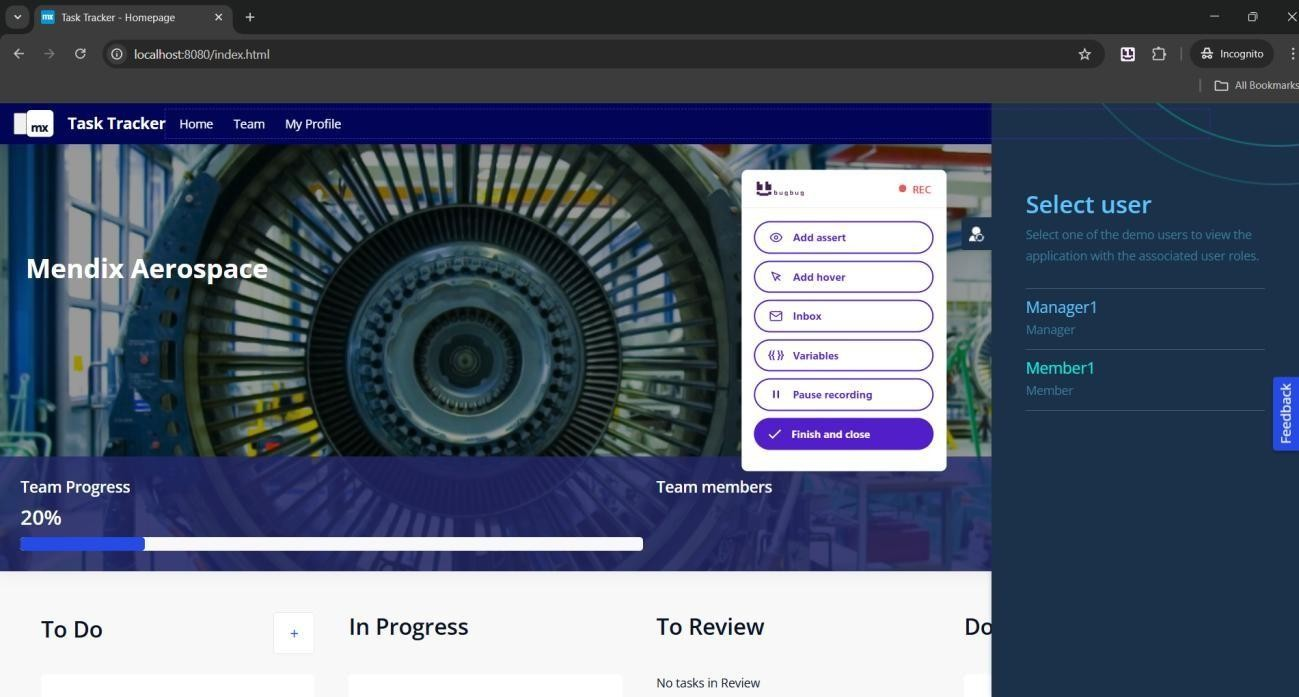 mx Task Tracker - Homepage
localhost:8080/index.html
Incognito
All Bookmarks
mx Task Tracker Home Team My Profile
Mendix Aerospace
bugbug REC
Add assert
Add hover
Inbox
Variables
Pause recording
Finish and close
Select user
Select one of the demo users to view the
application with the associated user roles.
Manager1
Manager
Member1
Member
Feedback
Team Progress
20%
Team members
To Do
+
In Progress
To Review
Do
No tasks in Review